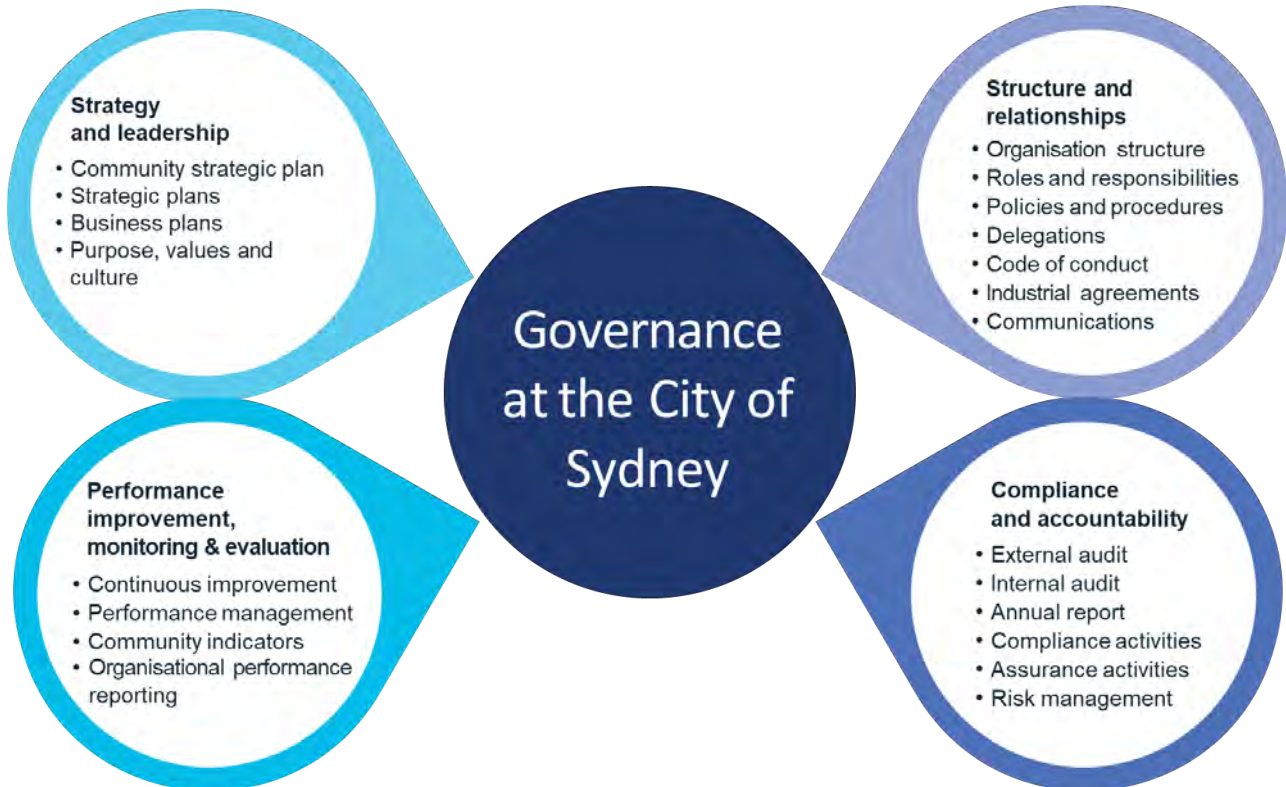 Strategy
and leadership
• Community strategic plan
• Strategic plans
• Business plans
• Purpose, values and
culture
Structure and
relationships
• Organisation structure
• Roles and responsibilities
• Policies and procedures
• Delegations
• Code of conduct
• Industrial agreements
• Communications
Governance
at the City of
Sydney
Performance
improvement,
monitoring & evaluation
• Continuous improvement
• Performance management
• Community indicators
• Organisational performance
reporting
Compliance
and accountability
• External audit
• Internal audit
• Annual report
• Compliance activities
• Assurance activities
• Risk management